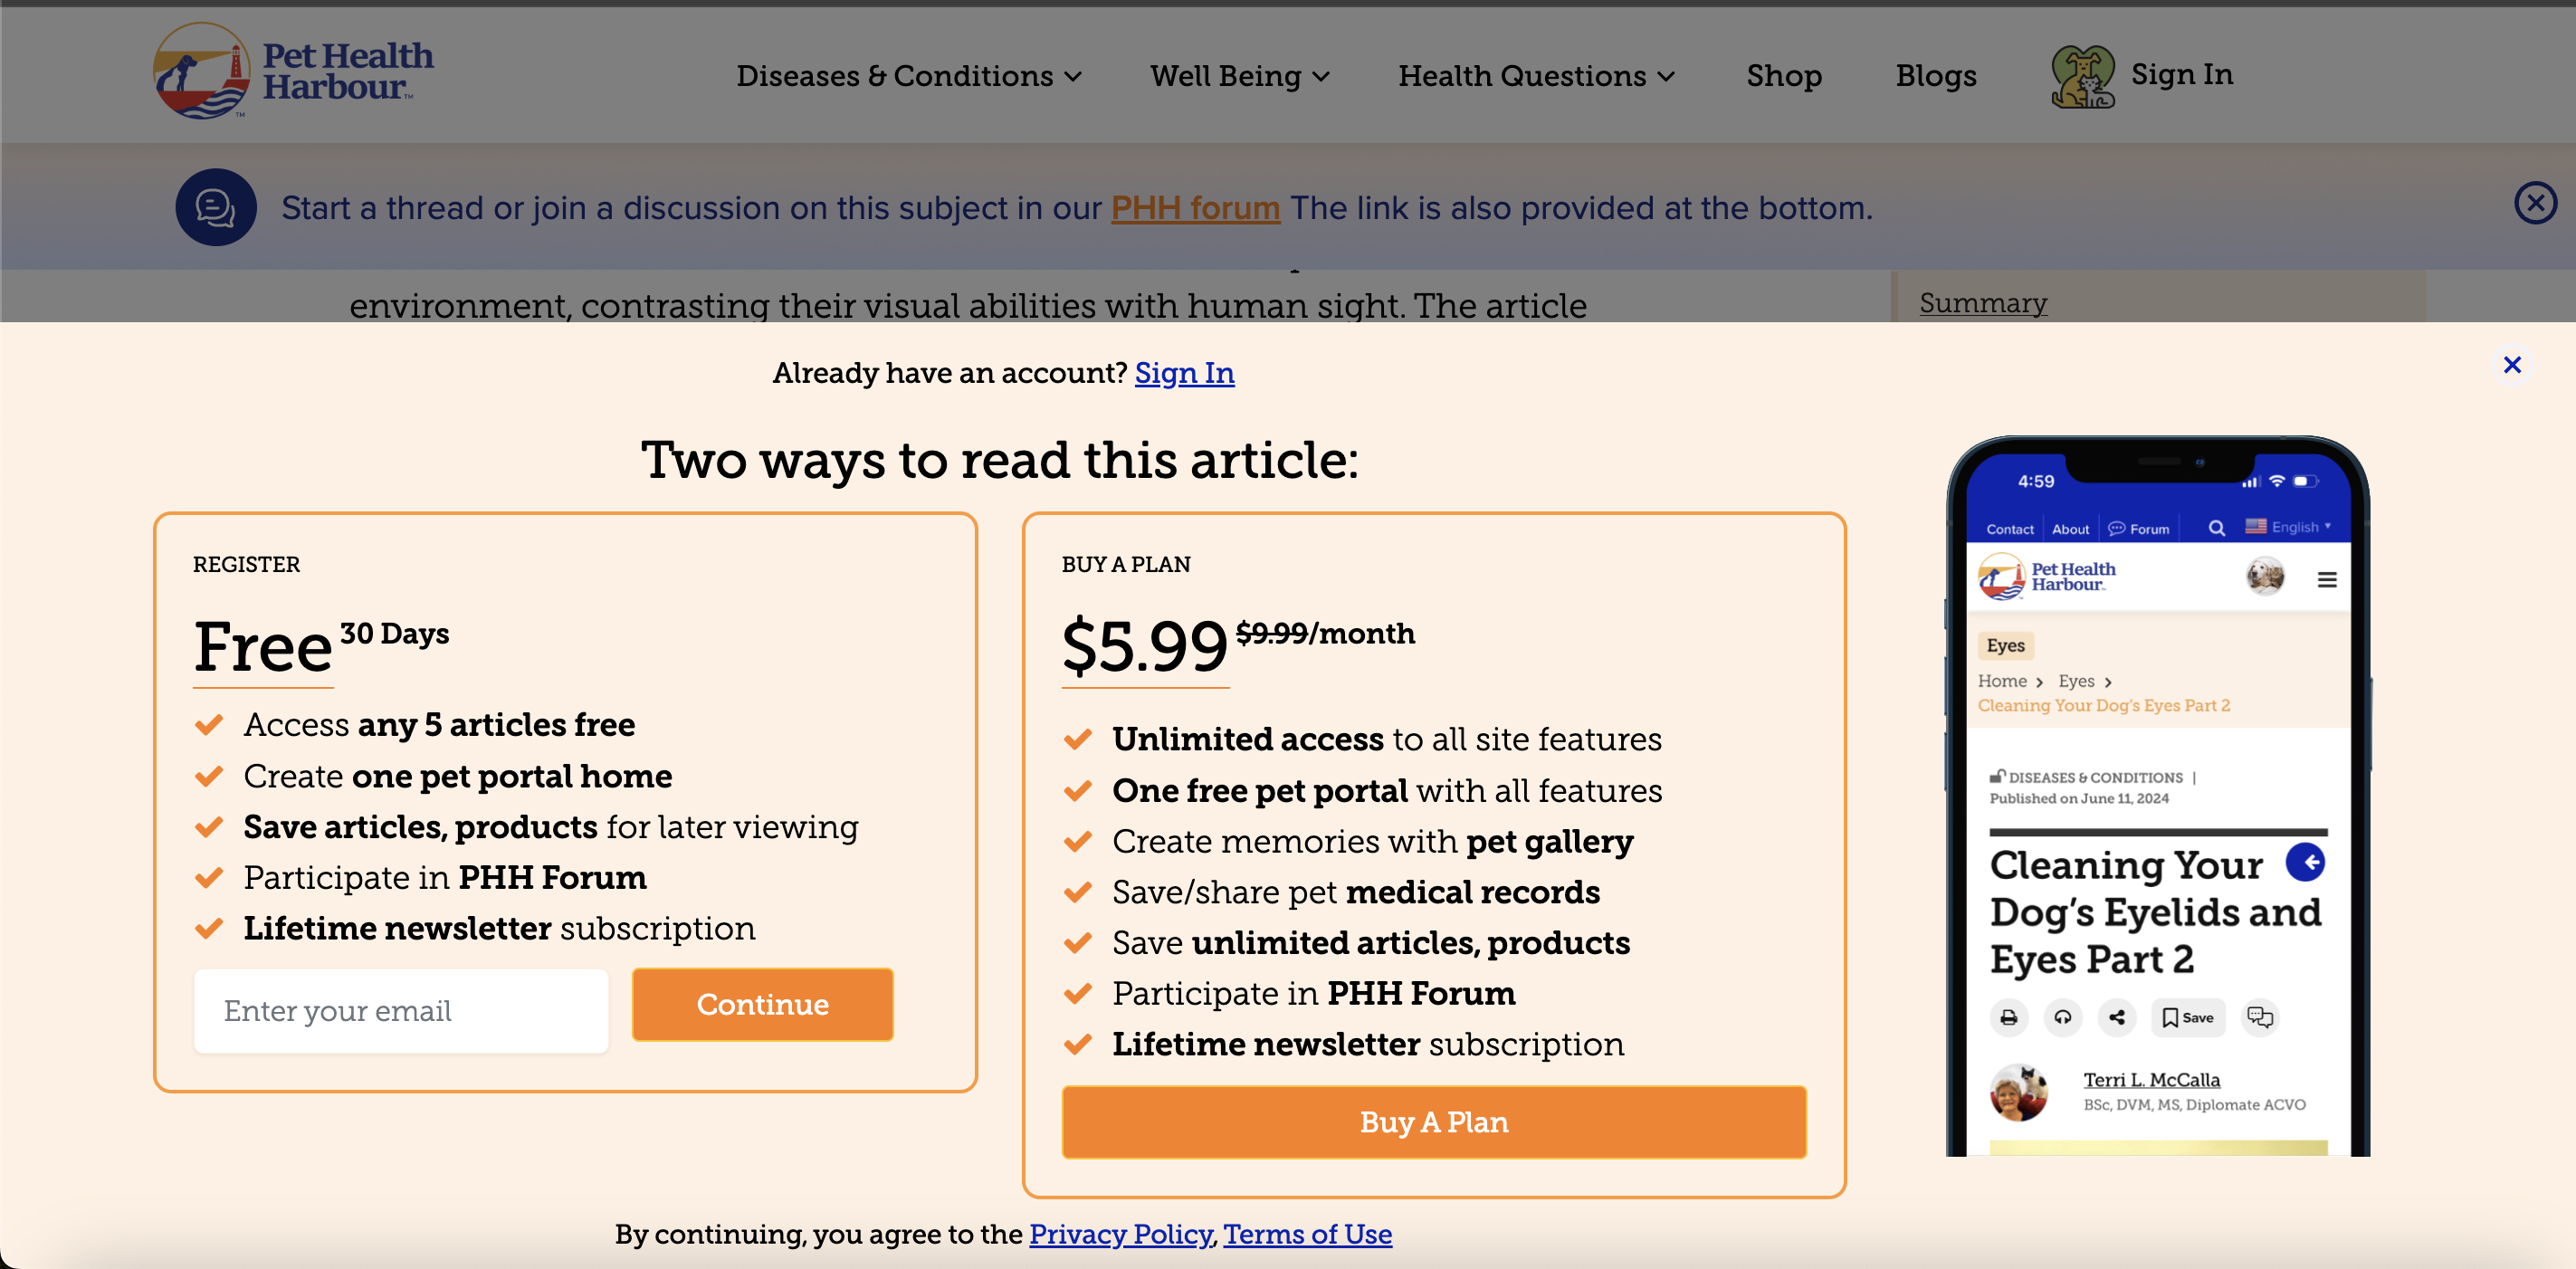 Pet Health
Harbour™
TM
Diseases & Conditions
Well Being
Health Questions
Shop
Blogs
Sign In
Start a thread or join a discussion on this subject in our PHH forum The link is also provided at the bottom.
environment, contrasting their visual abilities with human sight. The article
Summary
Already have an account? Sign In
Two ways to read this article:
REGISTER
Free 30 Days
Access any 5 articles free
Create one pet portal home
Save articles, products for later viewing
Participate in PHH Forum
Lifetime newsletter subscription
Enter your email
Continue
BUY A PLAN
$5.99 $9.99/month
Unlimited access to all site features
One free pet portal with all features
Create memories with pet gallery
Save/share pet medical records
Save unlimited articles, products
Participate in PHH Forum
Lifetime newsletter subscription
Buy A Plan
4:59
Contact About Forum English
Pet Health
Harbour™
Eyes
Home Eyes
Cleaning Your Dog's Eyes Part 2
DISEASES & CONDITIONS |
Published on June 11, 2024
Cleaning Your
Dog's Eyelids and
Eyes Part 2
Save
Terri L. McCalla
BSc, DVM, MS, Diplomate ACVO
By continuing, you agree to the Privacy Policy, Terms of Use